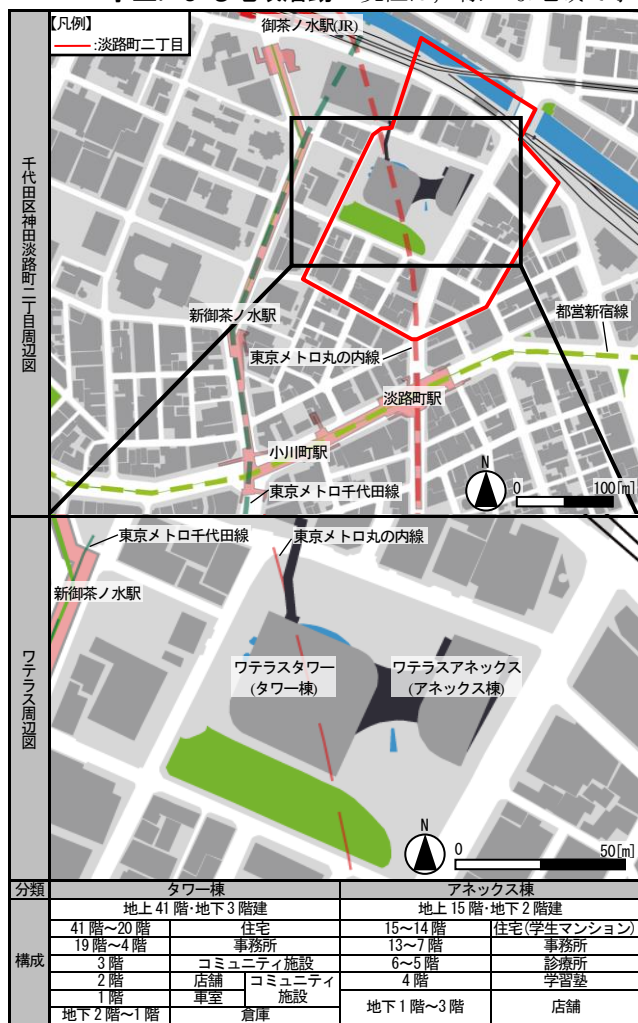 【凡例】
:淡路町二丁目
御茶ノ水駅(JR)
千代田区神田淡路町二丁目周辺図
新御茶ノ水駅
都営新宿線
東京メトロ丸の内線
淡路町駅
小川町駅
東京メトロ千代田線
N
0 100[m]
ワテラス周辺図
東京メトロ千代田線
東京メトロ丸の内線
新御茶ノ水駅
ワテラスタワー
(タワー棟)
ワテラスアネックス
(アネックス棟)
N
0 50[m]
分類 タワー棟 アネックス棟
構成
地上41階・地下3階建 地上15階・地下2階建
41階~20階 住宅 15~14階 住宅(学生マンション)
19階~4階 事務所 13~7階 事務所
3階 コミュニティ施設 6~5階 診療所
2階 店舗 コミュニティ施設 4階 学習塾
1階 車室 地下1階~3階 店舗
地下2階~1階 倉庫